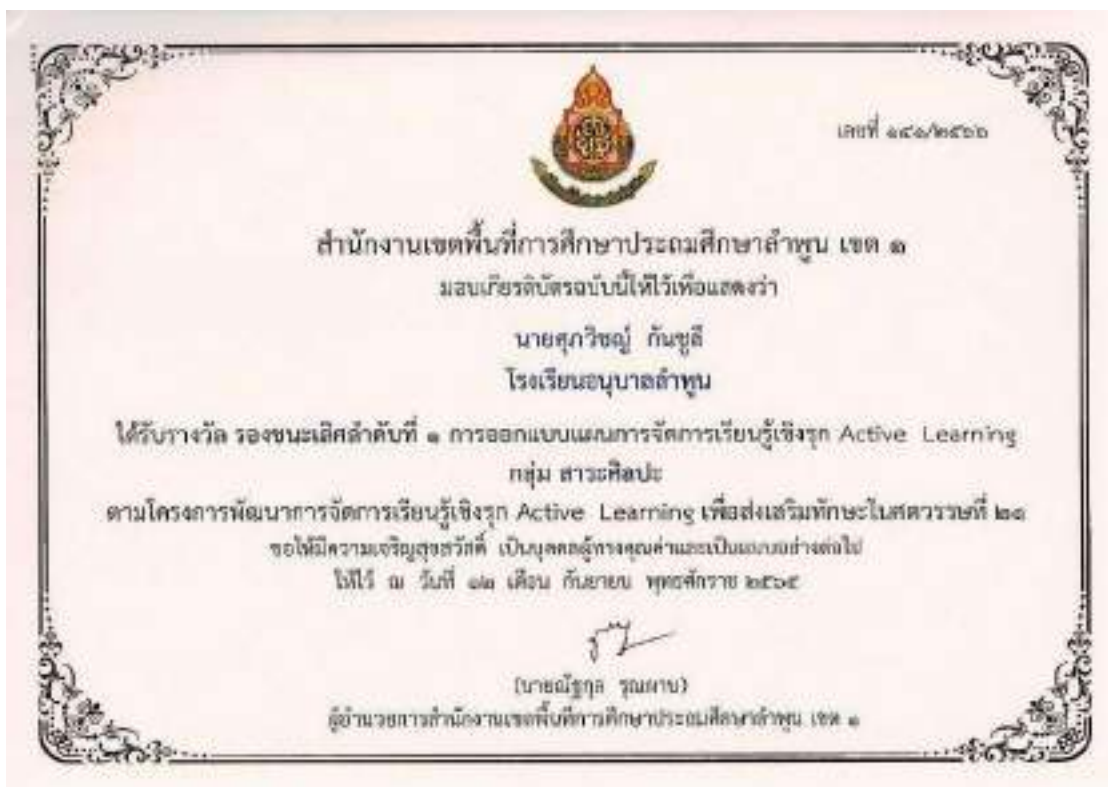 เลขที่ ๑๔๑/๒๕๖๖
สำนักงานเขตพื้นที่การศึกษาประถมศึกษาลำพูน เขต ๑
มอบเกียรติบัตรฉบับนี้ให้ไว้เพื่อแสดงว่า
นายศุภวิชญ์ กันชูลี
โรงเรียนอนุบาลลำพูน
ได้รับรางวัล รองชนะเลิศลำดับที่ ๑ การออกแบบแผนการจัดการเรียนรู้เชิงรุก Active Learning
กลุ่ม สาระศิลปะ
ตามโครงการพัฒนาการจัดการเรียนรู้เชิงรุก Active Learning เพื่อส่งเสริมทักษะในศตวรรษที่ ๒๑
ขอให้มีความเจริญสุขสวัสดิ์ เป็นบุคคลผู้ทรงคุณค่าและเป็นแบบอย่างต่อไป
ให้ไว้ ณ วันที่ ๑๒ เดือน กันยายน พุทธศักราช ๒๕๖๕
(นายณัฐกุล รุณผาบ)
ผู้อำนวยการสำนักงานเขตพื้นที่การศึกษาประถมศึกษาลำพูน เขต ๑